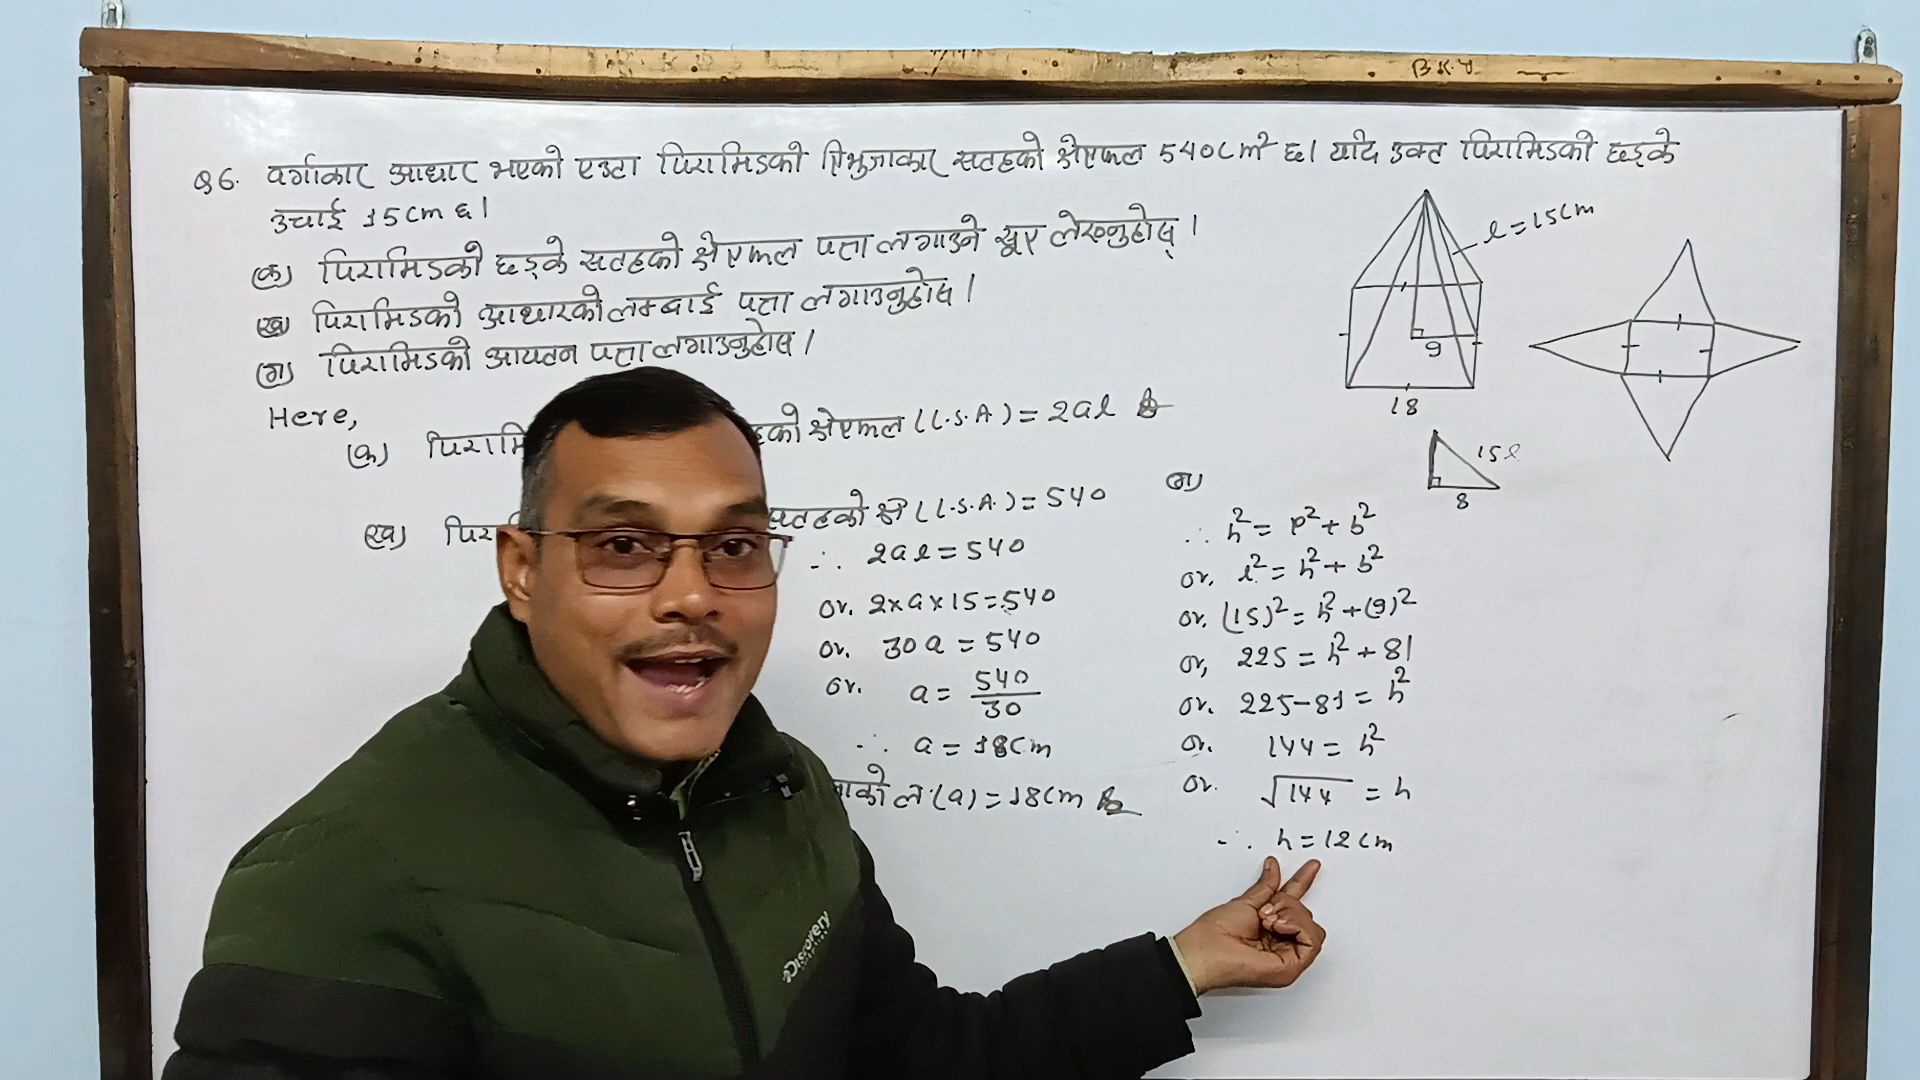 Q6. वर्गाकार आधार भएको एउटा पिरामिडको त्रिभुजाकार सतहको क्षेत्रफल 540cm² छ। यदि उक्त पिरामिडको छड्के
उचाई 15cm छ।
(क) पिरामिडको छड्के सतहको क्षेत्रफल पत्ता लगाउने सूत्र लेख्नुहोस्।
(ख) पिरामिडको आधारको लम्बाई पत्ता लगाउनुहोस।
(ग) पिरामिडको आयतन पत्ता लगाउनुहोस।
l = 15cm
9
18
15 l
8
Here,
(क) पिरामि
को क्षेत्रफल (L.S.A.) = 2al
(ख) पिर
सतहको क्षे (L.S.A.) = 540
∴ 2al = 540
or. 2×a×15 = 540
or. 30a = 540
or. a = 540/30
∴ a = 18cm
को ल (a) = 18cm
(ग)
∴ h² = p² + b²
or. l² = h² + b²
or. (15)² = h² + (9)²
or, 225 = h² + 81
or. 225 - 81 = h²
or. 144 = h²
or. √144 = h
∴ h = 12cm
Discovery